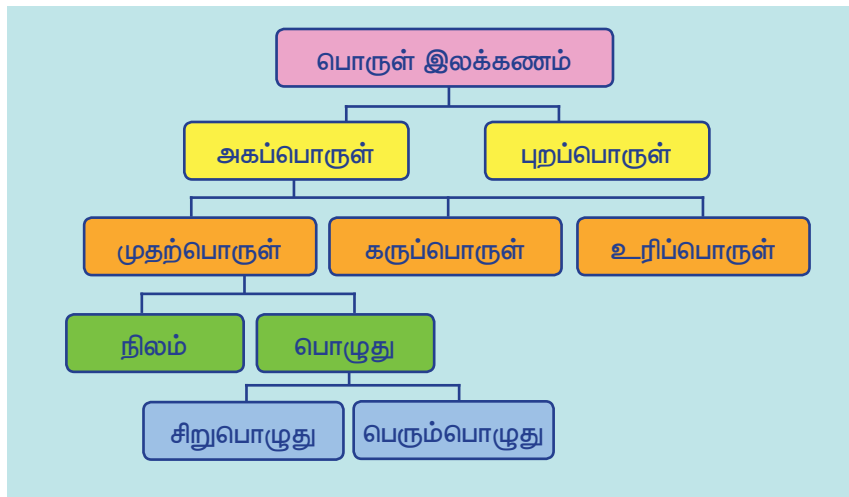 பொருள் இலக்கணம்
அகப்பொருள்
புறப்பொருள்
முதற்பொருள்
கருப்பொருள்
உரிப்பொருள்
நிலம்
பொழுது
சிறுபொழுது
பெரும்பொழுது